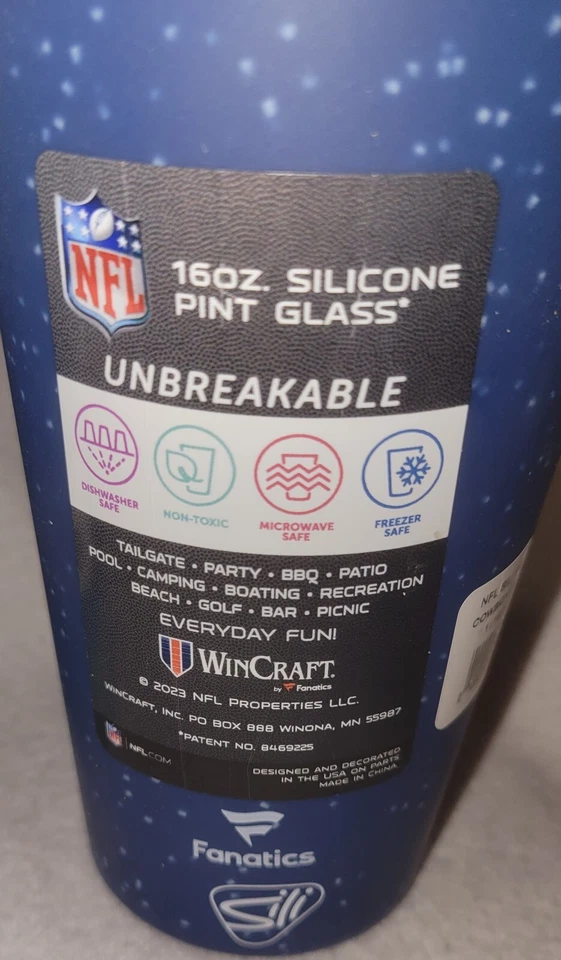 NFL
16OZ. SILICONE
PINT GLASS*
UNBREAKABLE
DISHWASHER
SAFE
NON-TOXIC
MICROWAVE
SAFE
FREEZER
SAFE
TAILGATE • PARTY • BBQ • PATIO
POOL • CAMPING • BOATING • RECREATION
BEACH • GOLF • BAR • PICNIC
EVERYDAY FUN!
WINCRAFT.
by Fanatics
© 2023 NFL PROPERTIES LLC.
WINCRAFT, INC. PO BOX 888 WINONA, MN 55987
*PATENT NO. 8469225
NFL
NFL.COM
DESIGNED AND DECORATED
IN THE USA ON PARTS
MADE IN CHINA.
NFL
Fanatics
Sili